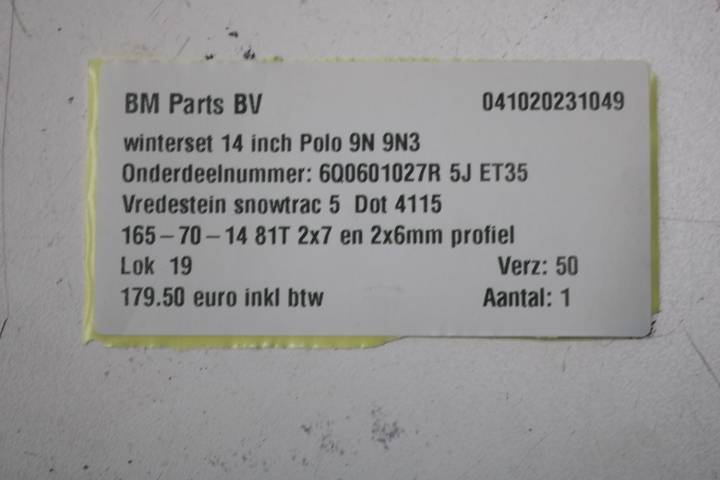 BM Parts BV 041020231049
winterset 14 inch Polo 9N 9N3
Onderdeelnummer: 6Q0601027R 5J ET35
Vredestein snowtrac 5 Dot 4115
165-70-14 81T 2x7 en 2x6mm profiel
Lok 19 Verz: 50
179.50 euro inkl btw Aantal: 1